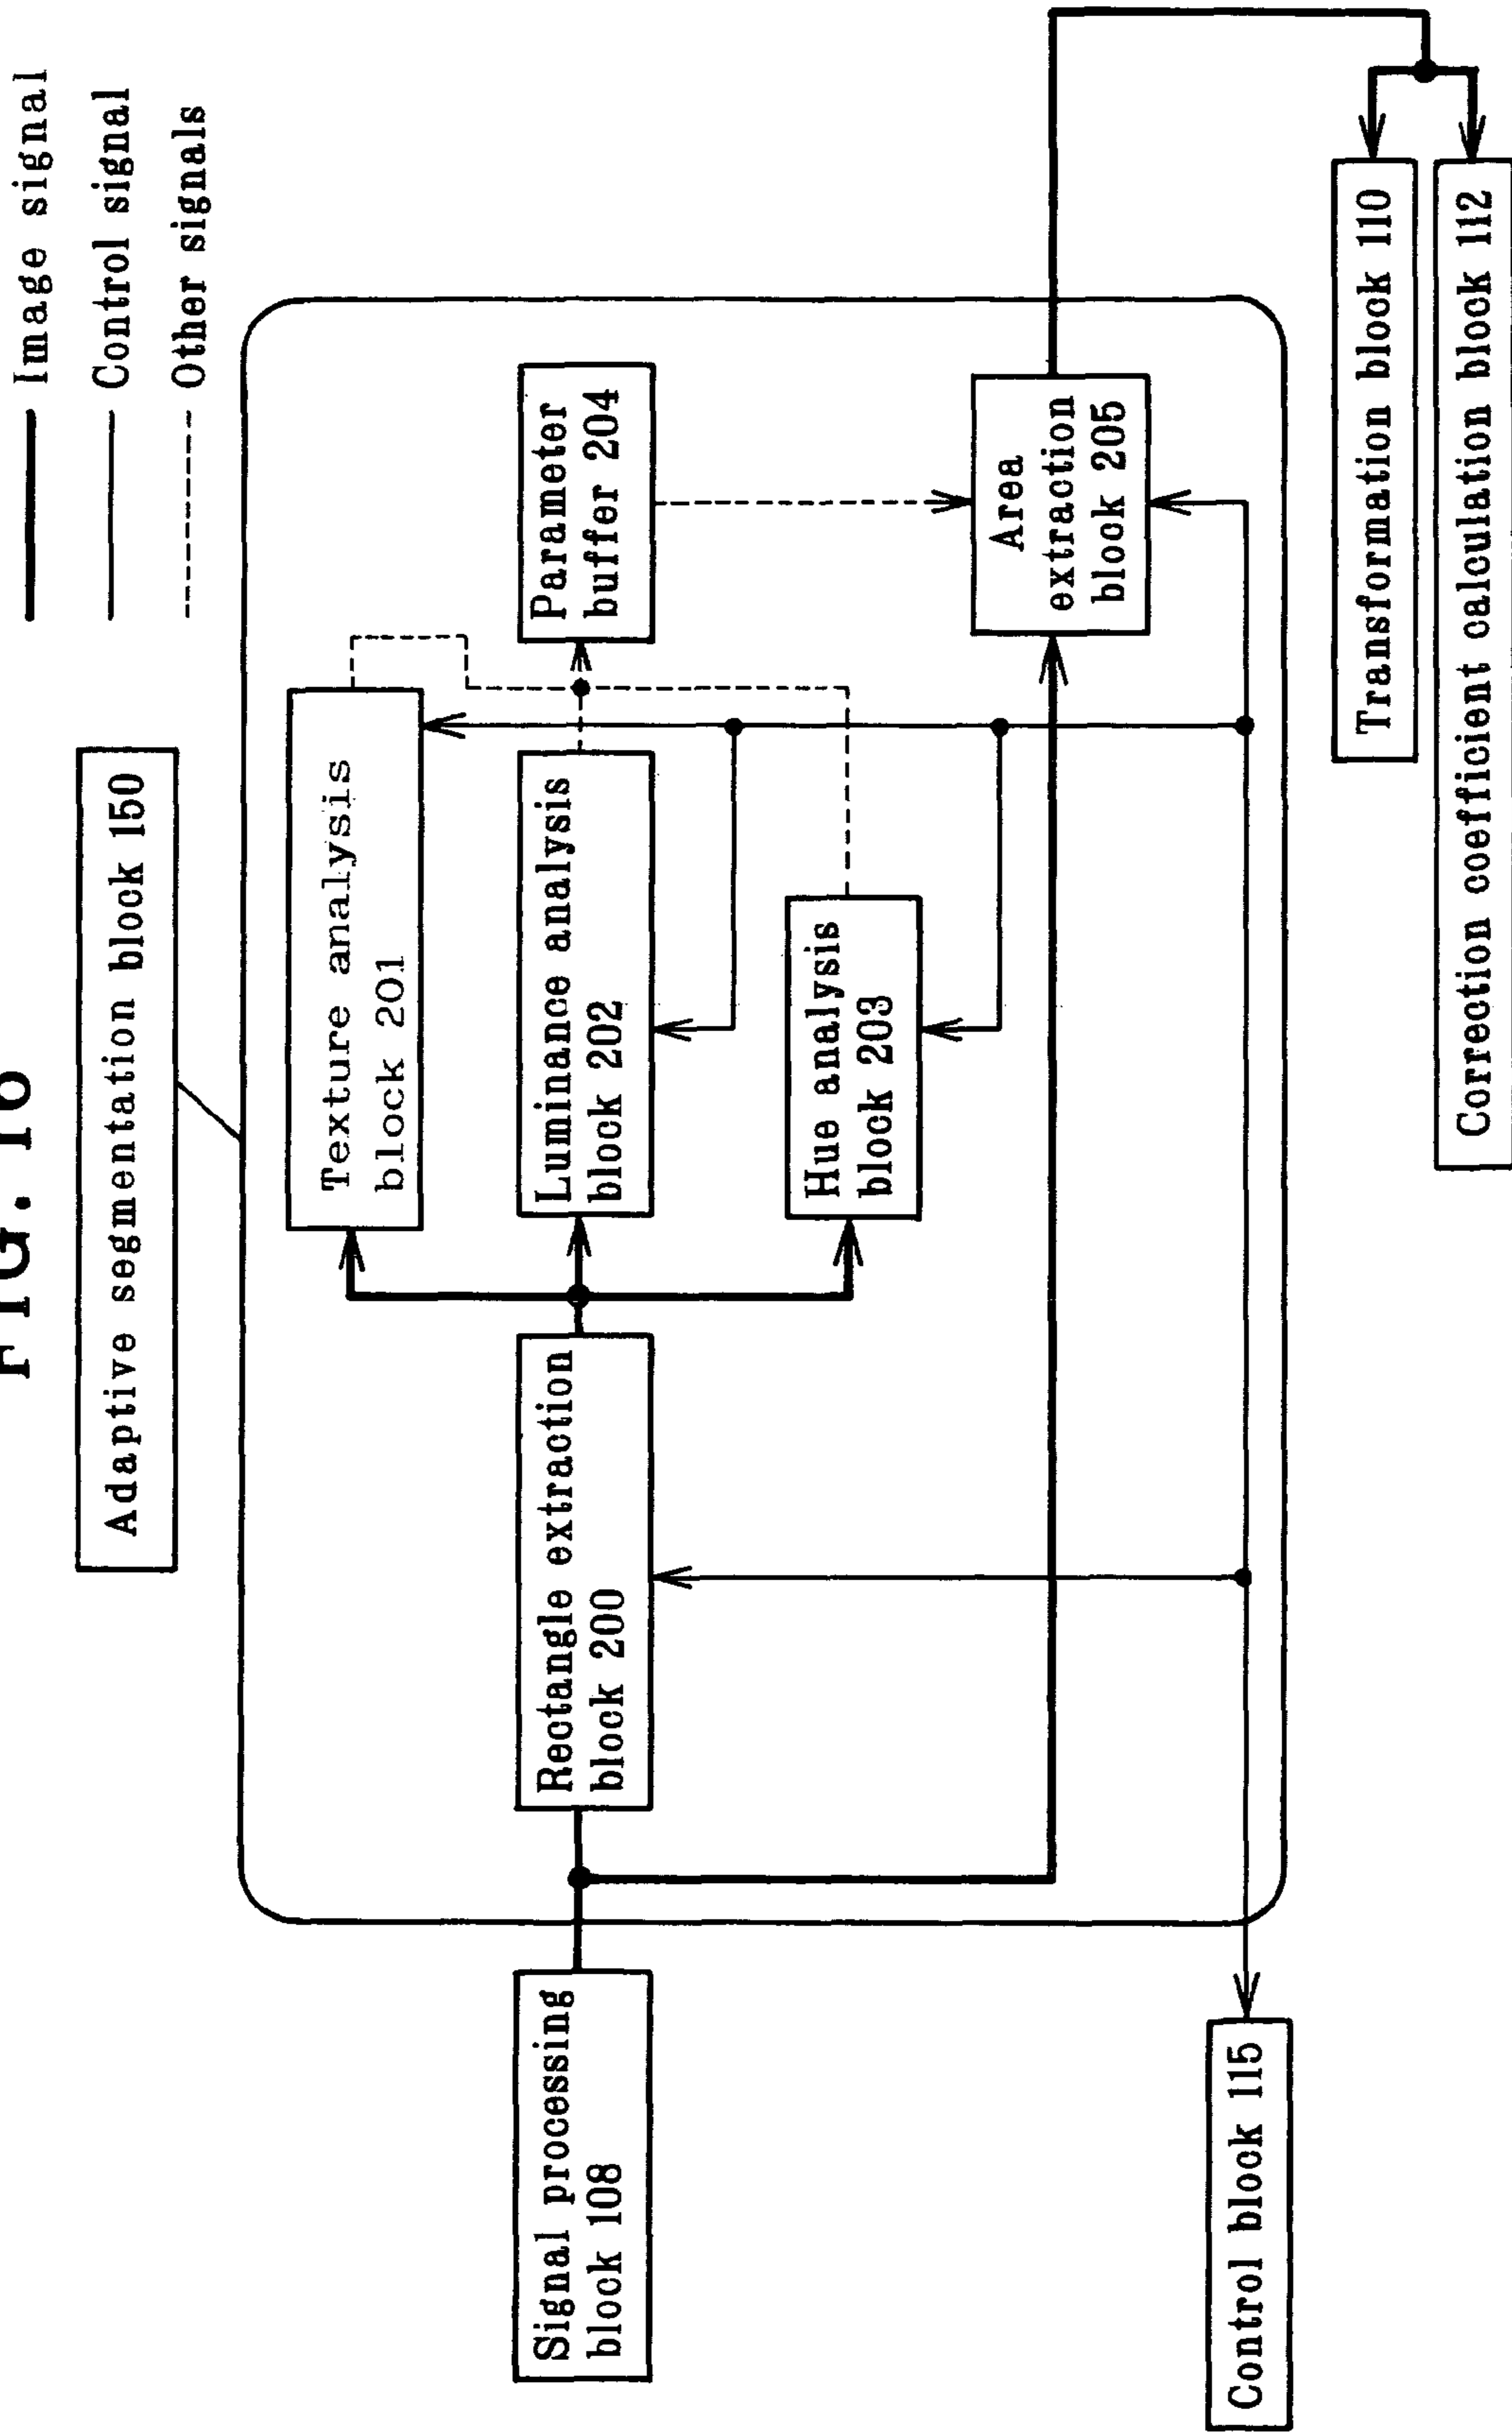 FIG.
Image signal
Control signal
Other signals
Adaptive segmentation block 150
Texture analysis
block 201
Signal processing
block 108
Rectangle extraction
block 200
Luminance analysis
block 202
Parameter
buffer 204
Hue analysis
block 203
Area
extraction
block 205
Control block 115
Transformation block 110
Correction coefficient calculation block 112